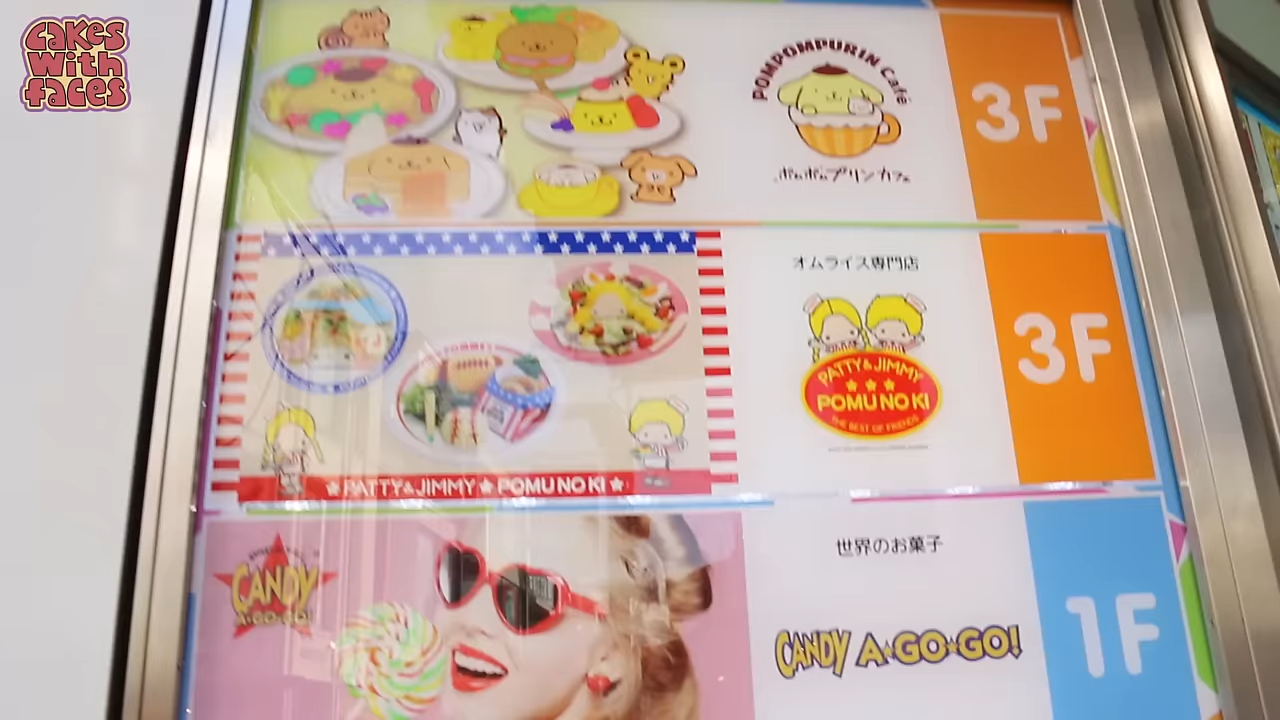 Cakes
With
faces
POMPOMPURIN Café
ポムポムプリンカフェ
3F
オムライス専門店
PATTY&JIMMY
POMU NO KI
THE BEST OF FRIENDS
3F
★PATTY&JIMMY★POMU NO KI★
CANDY
A·GO·GO!
世界のお菓子
CANDY A★GO★GO!
1F